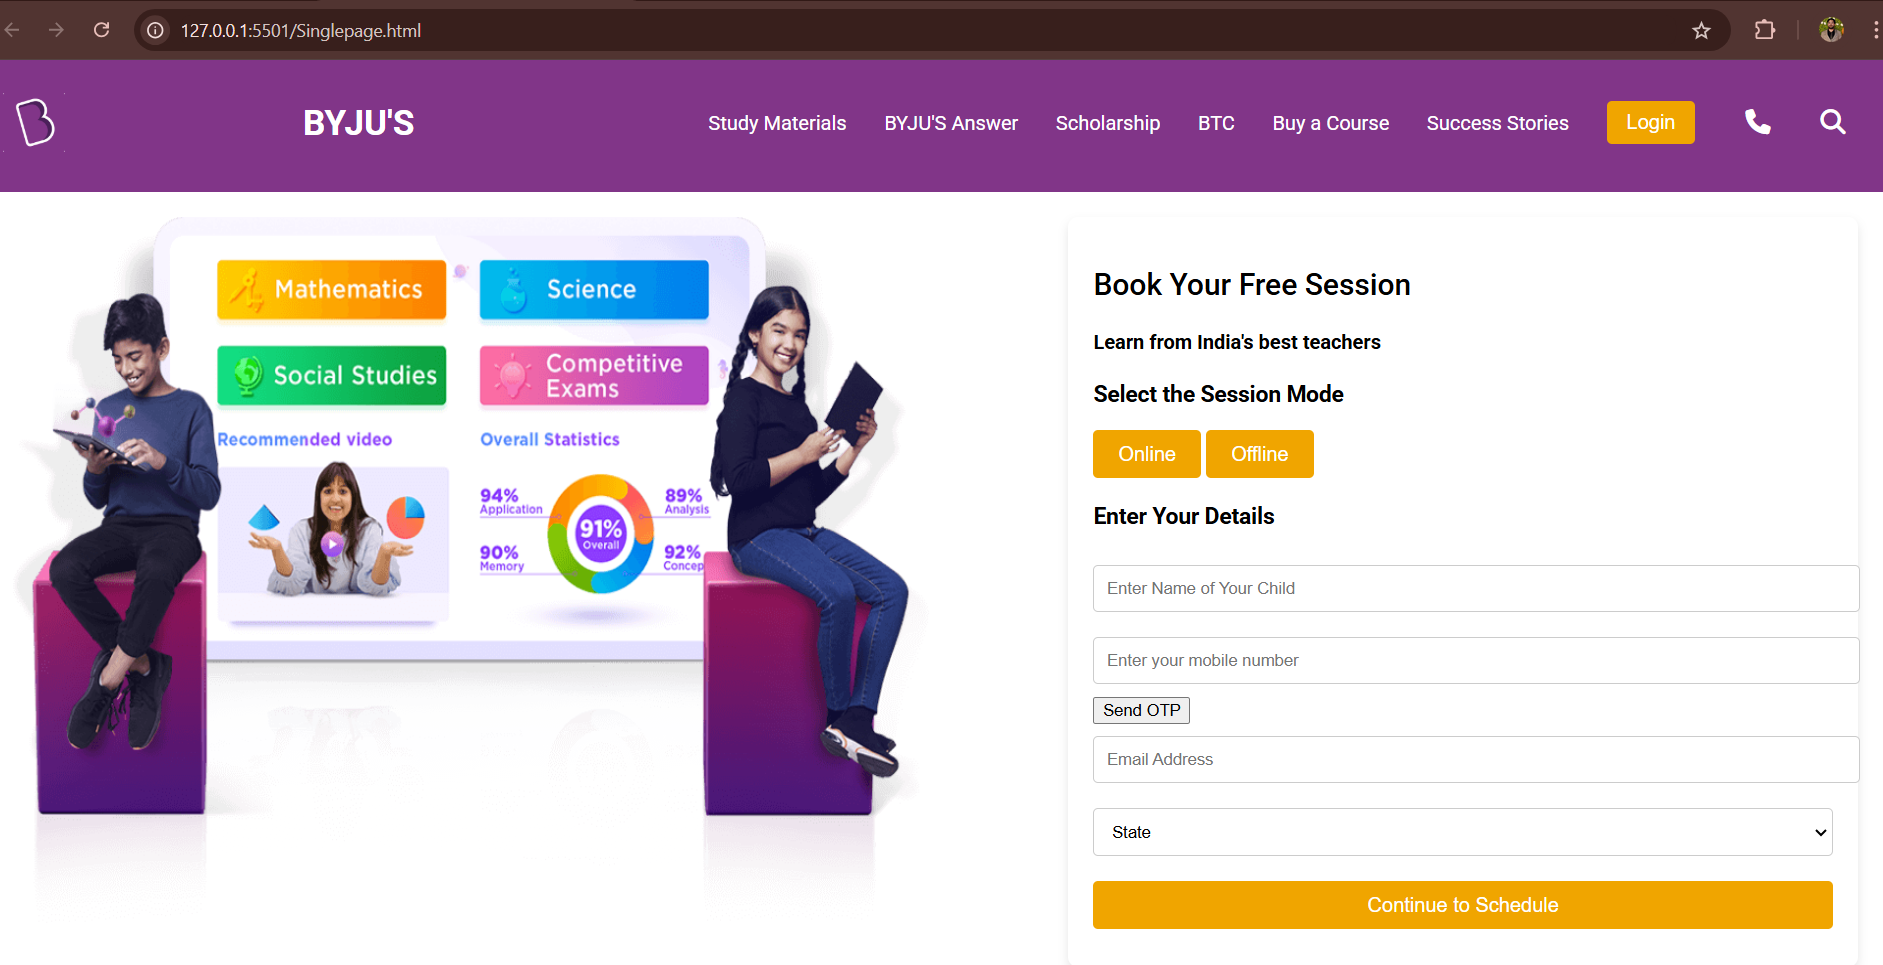 127.0.0.1:5501/Singlepage.html
B
BYJU'S
Study Materials
BYJU'S Answer
Scholarship
BTC
Buy a Course
Success Stories
Login
Mathematics
Science
Social Studies
Competitive
Exams
Recommended video
Overall Statistics
94%
Application
89%
Analysis
91%
Overall
90%
Memory
92%
Concep
Book Your Free Session
Learn from India's best teachers
Select the Session Mode
Online
Offline
Enter Your Details
Enter Name of Your Child
Enter your mobile number
Send OTP
Email Address
State
Continue to Schedule